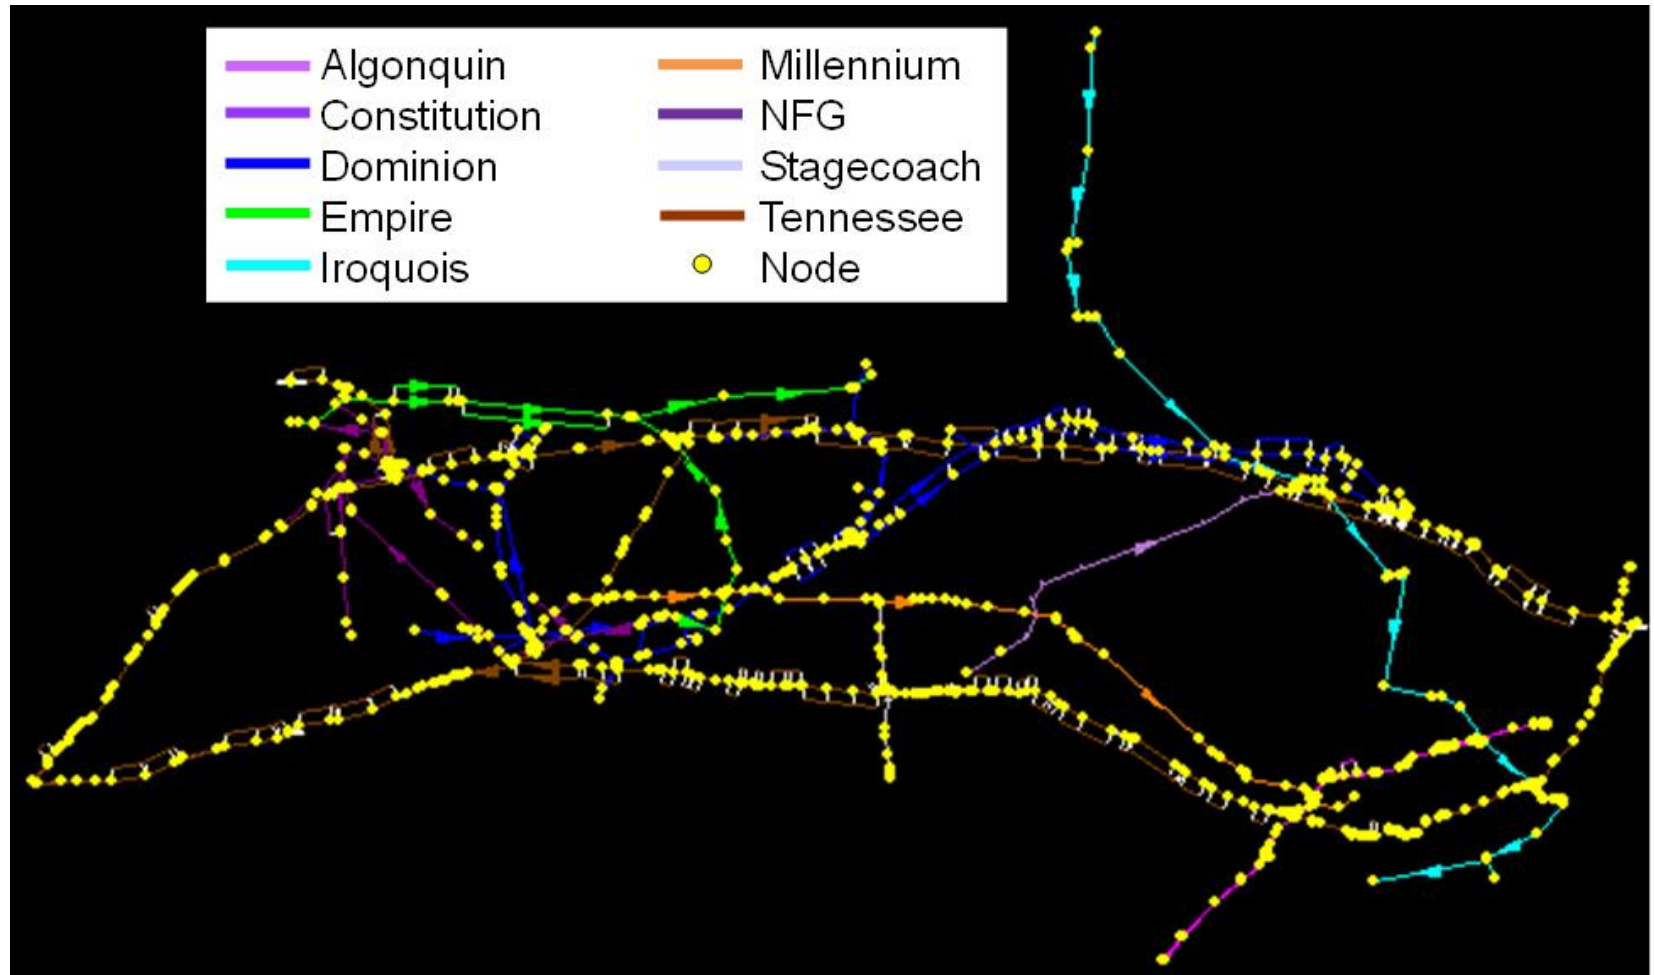 Algonquin Millennium
Constitution NFG
Dominion Stagecoach
Empire Tennessee
Iroquois Node